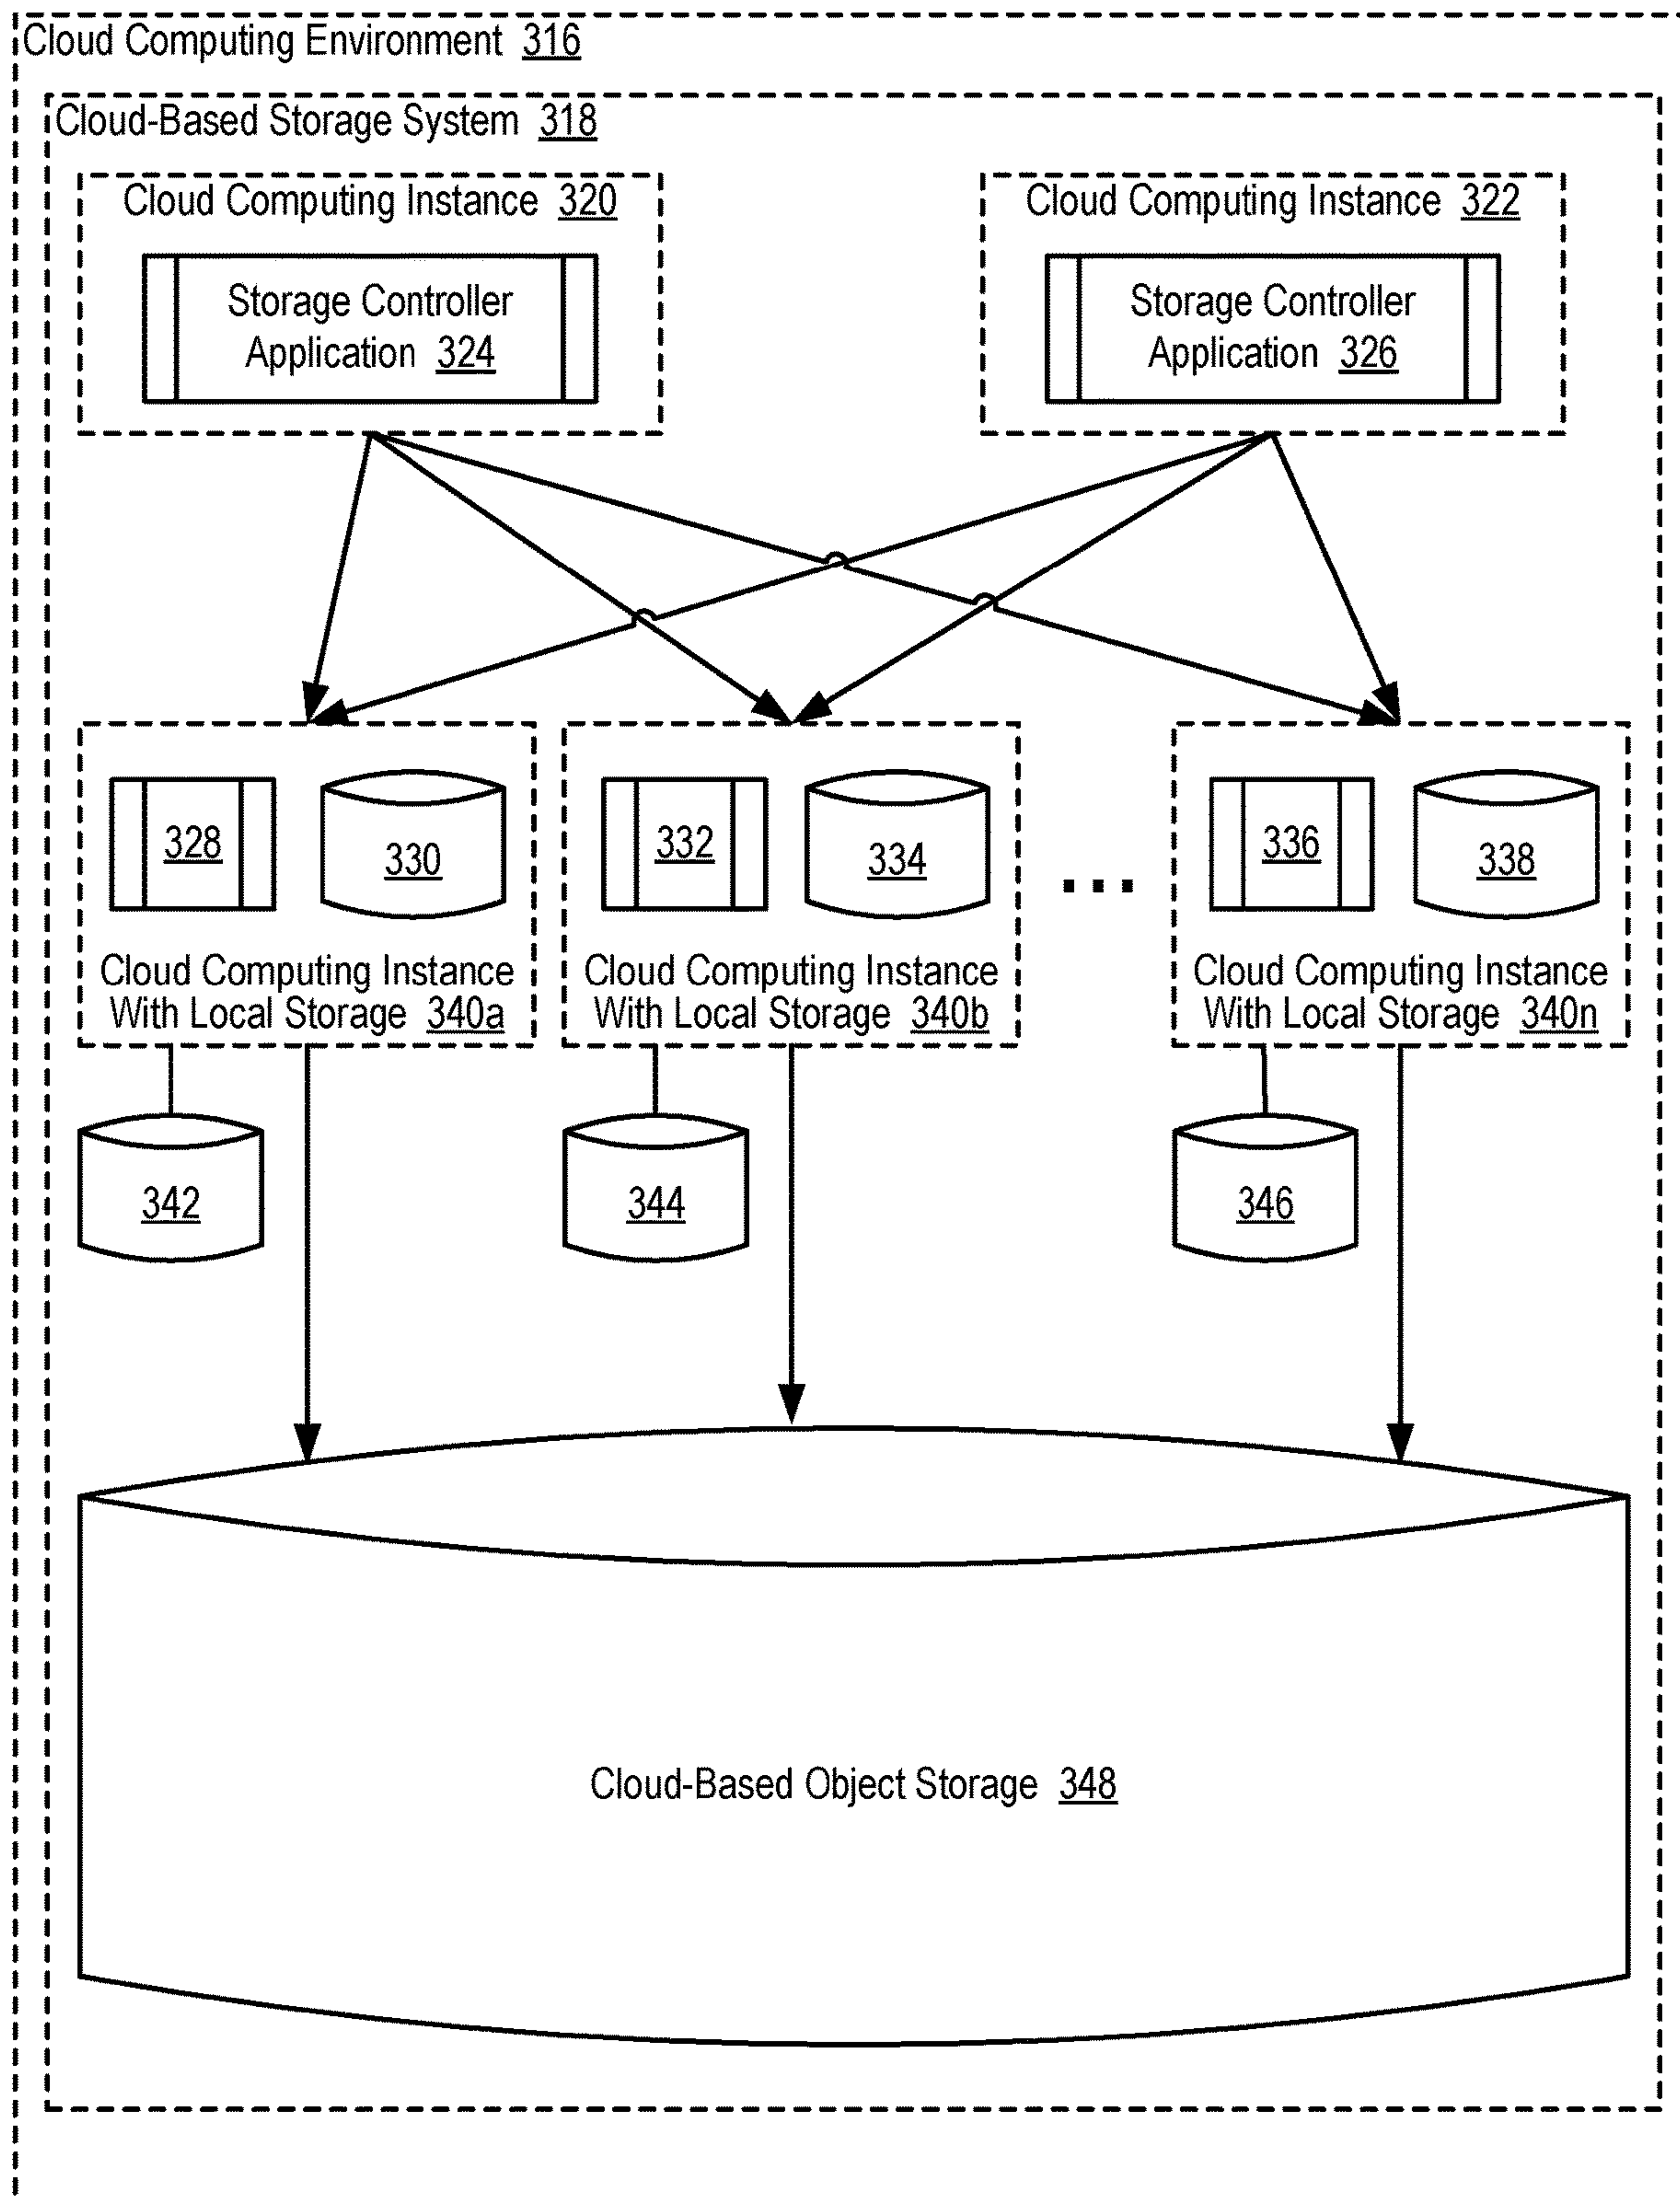 Cloud Computing Environment 316
Cloud-Based Storage System 318
Cloud Computing Instance 320
Storage Controller
Application 324
Cloud Computing Instance 322
Storage Controller
Application 326
328
330
Cloud Computing Instance
With Local Storage 340a
332
334
Cloud Computing Instance
With Local Storage 340b
...
336
338
Cloud Computing Instance
With Local Storage 340n
342
344
346
Cloud-Based Object Storage 348